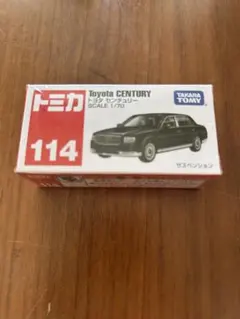 トミカ
114
Toyota CENTURY
トヨタ センチュリー
SCALE 1/70
TAKARA
TOMY
サスペンション